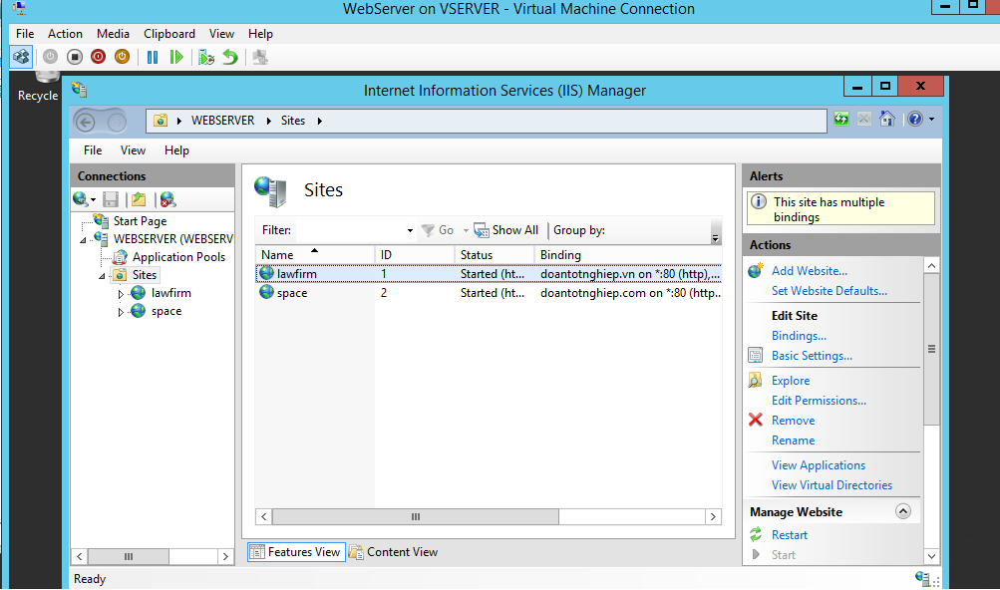 WebServer on VSERVER - Virtual Machine Connection
File Action Media Clipboard View Help
Recycle
Internet Information Services (IIS) Manager
WEBSERVER Sites
File View Help
Connections
Start Page
WEBSERVER (WEBSERV
Application Pools
Sites
lawfirm
space
Sites
Filter: Go Show All Group by:
Name ID Status Binding
lawfirm 1 Started (ht... doantotnghiep.vn on *:80 (http),...
space 2 Started (ht... doantotnghiep.com on *:80 (http...
Features View Content View
Alerts
This site has multiple
bindings
Actions
Add Website...
Set Website Defaults...
Edit Site
Bindings...
Basic Settings...
Explore
Edit Permissions...
Remove
Rename
View Applications
View Virtual Directories
Manage Website
Restart
Start
Ready